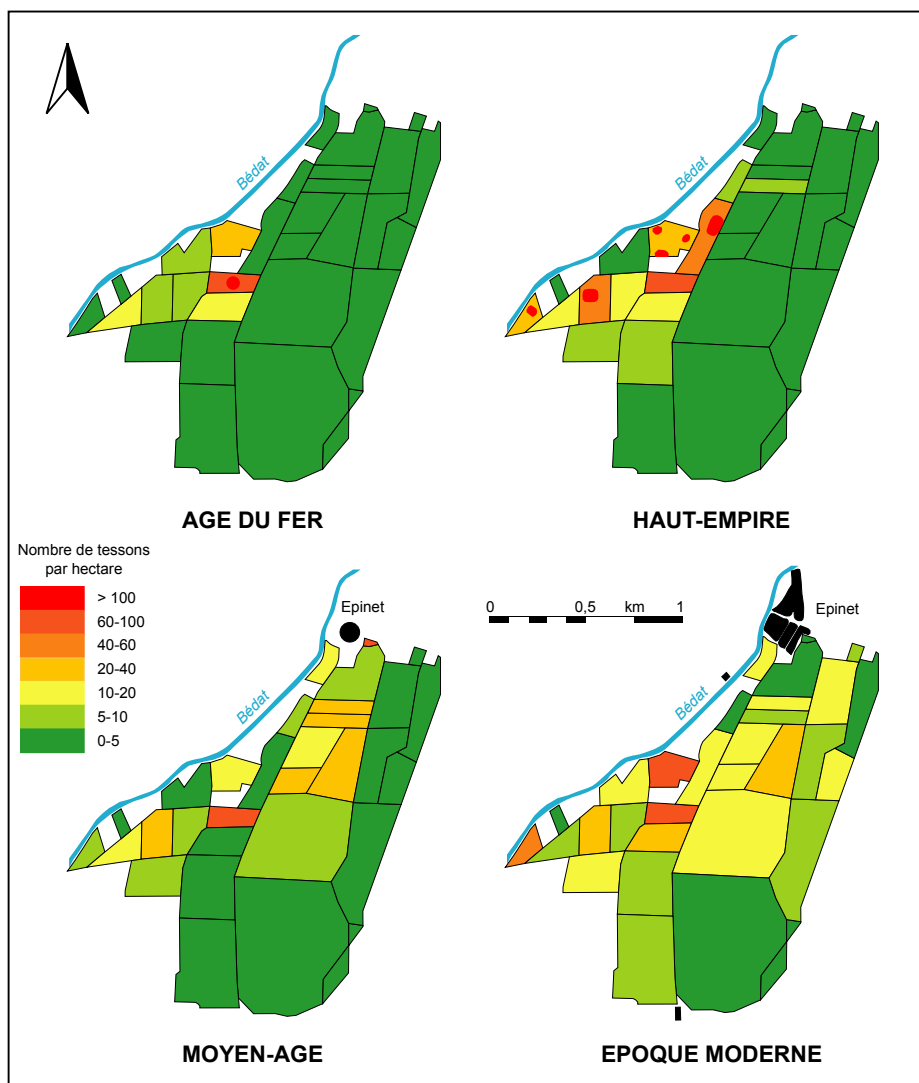 Bédat
Bédat
AGE DU FER
HAUT-EMPIRE
Nombre de tessons
par hectare
> 100
60-100
40-60
20-40
10-20
5-10
0-5
Epinet
Bédat
0 0,5 km 1
Epinet
Bédat
MOYEN-AGE
EPOQUE MODERNE